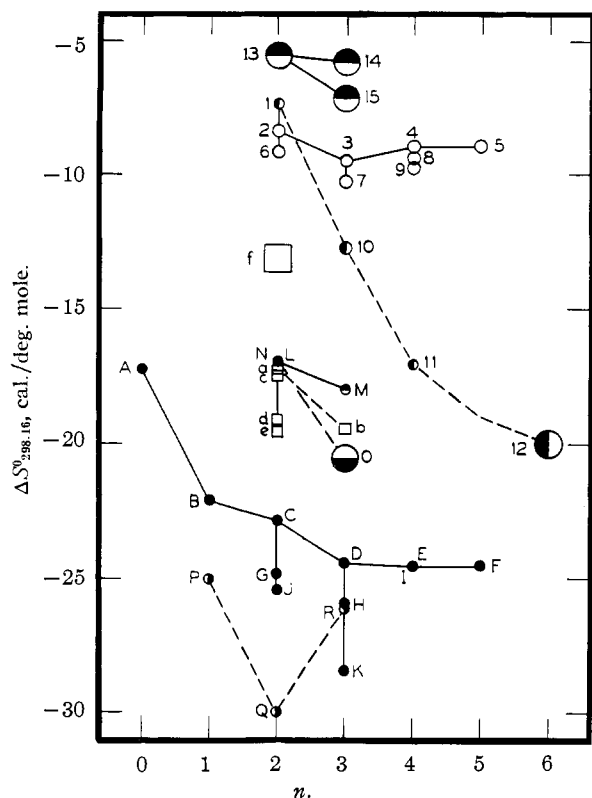 −5
−10
−15
−20
−25
−30
ΔS⁰₂₉₈.₁₆, cal./deg. mole.
13
14
15
1
2
3
4
5
6
7
8
9
10
f
11
A
N
L
a
c
M
d
e
b
O
12
B
C
D
E
F
P
G
J
H
I
R
K
Q
0
1
2
3
4
5
6
n.